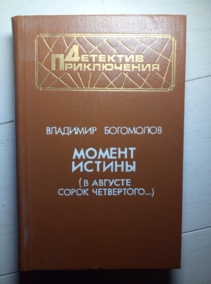 ДЕТЕКТИВ
ПРИКЛЮЧЕНИЯ
ВЛАДИМИР БОГОМОЛОВ
МОМЕНТ
ИСТИНЫ
(В АВГУСТЕ
СОРОК ЧЕТВЕРТОГО...)